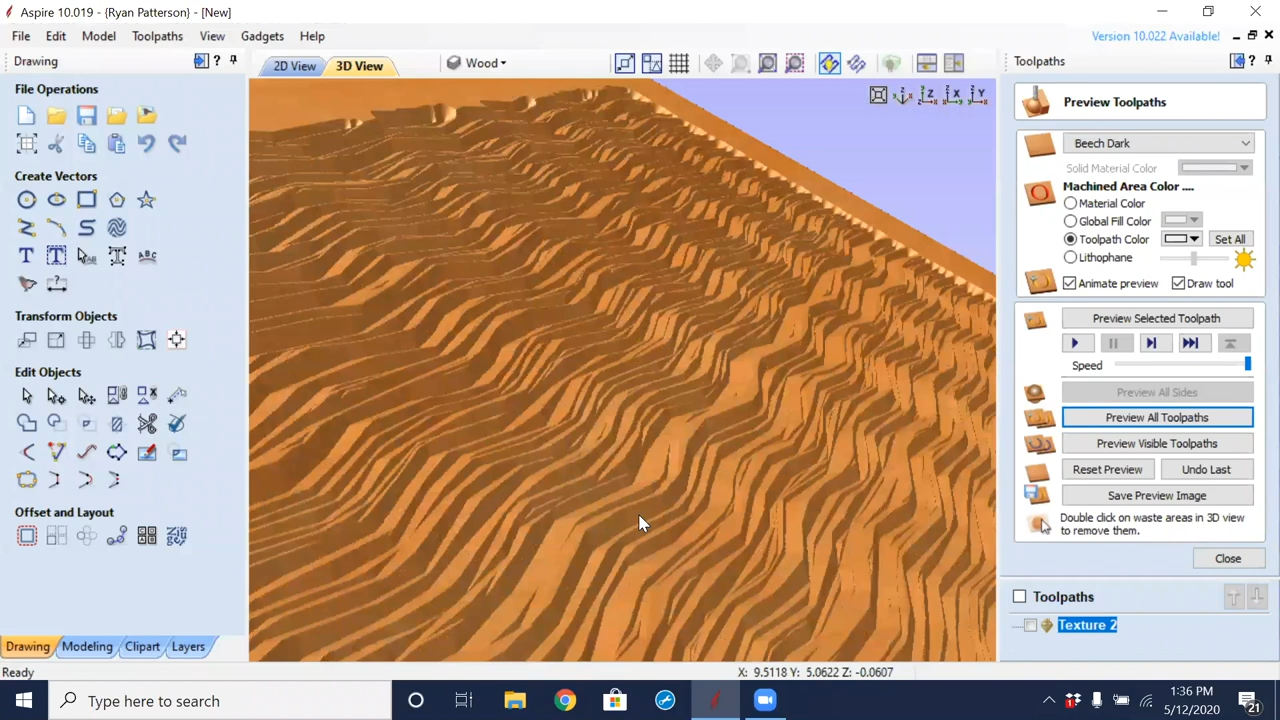 Aspire 10.019 - {Ryan Patterson} - [New]
File Edit Model Toolpaths View Gadgets Help
Version 10.022 Available!
Drawing
?
2D View
3D View
Wood
Toolpaths
?
File Operations
Create Vectors
T T T ABC
Transform Objects
Edit Objects
Offset and Layout
Drawing Modeling Clipart Layers
Z Z X Y
Preview Toolpaths
Beech Dark
Solid Material Color
Machined Area Color ....
Material Color
Global Fill Color
Toolpath Color
Set All
Lithophane
Animate preview
Draw tool
Preview Selected Toolpath
Speed
Preview All Sides
Preview All Toolpaths
Preview Visible Toolpaths
Reset Preview
Undo Last
Save Preview Image
Double click on waste areas in 3D view
to remove them.
Close
Toolpaths
Texture 2
Ready
X: 9.5118 Y: 5.0622 Z: -0.0607
Type here to search
1:36 PM
5/12/2020
21